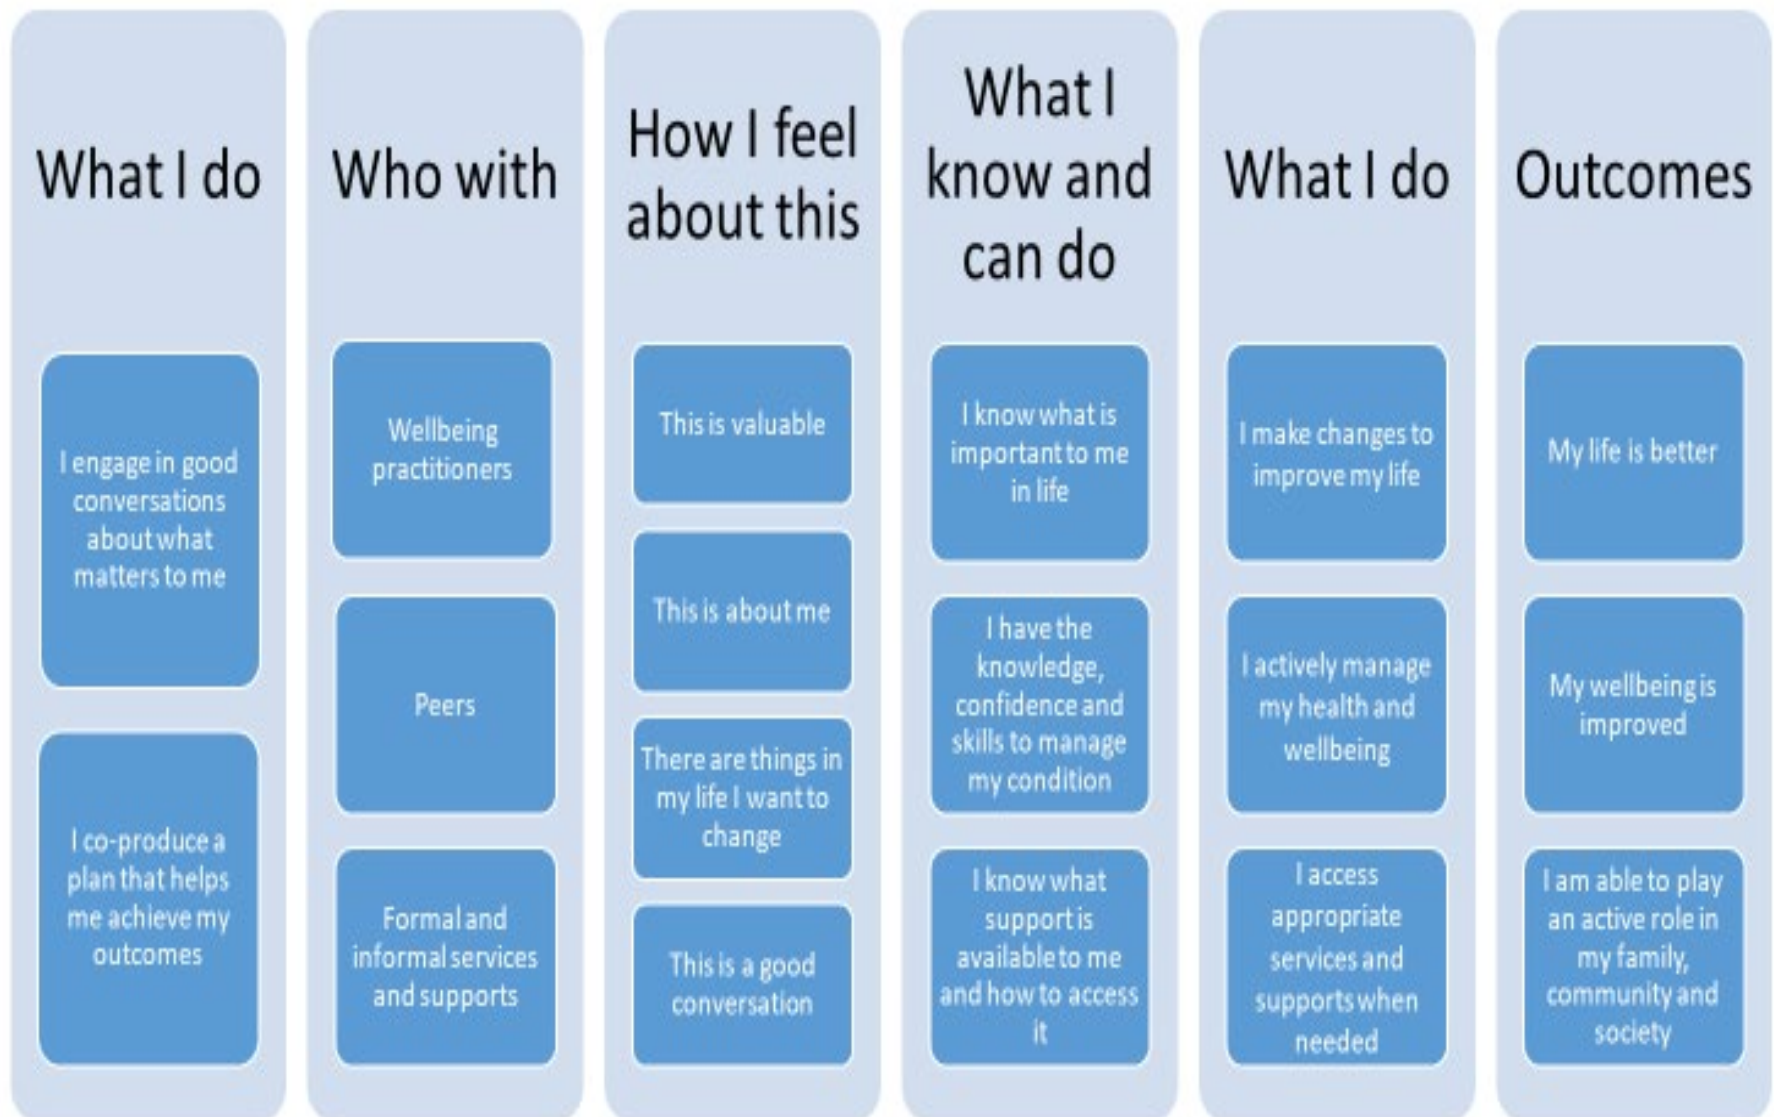 What I do
I engage in good
conversations
about what
matters to me
I co-produce a
plan that helps
me achieve my
outcomes
Who with
Wellbeing
practitioners
Peers
Formal and
informal services
and supports
How I feel
about this
This is valuable
This is about me
There are things in
my life I want to
change
This is a good
conversation
What I
know and
can do
I know what is
important to me
in life
I have the
knowledge,
confidence and
skills to manage
my condition
I know what
support is
available to me
and how to access
it
What I do
I make changes to
improve my life
I actively manage
my health and
wellbeing
I access
appropriate
services and
supports when
needed
Outcomes
My life is better
My wellbeing is
improved
I am able to play
an active role in
my family,
community and
society